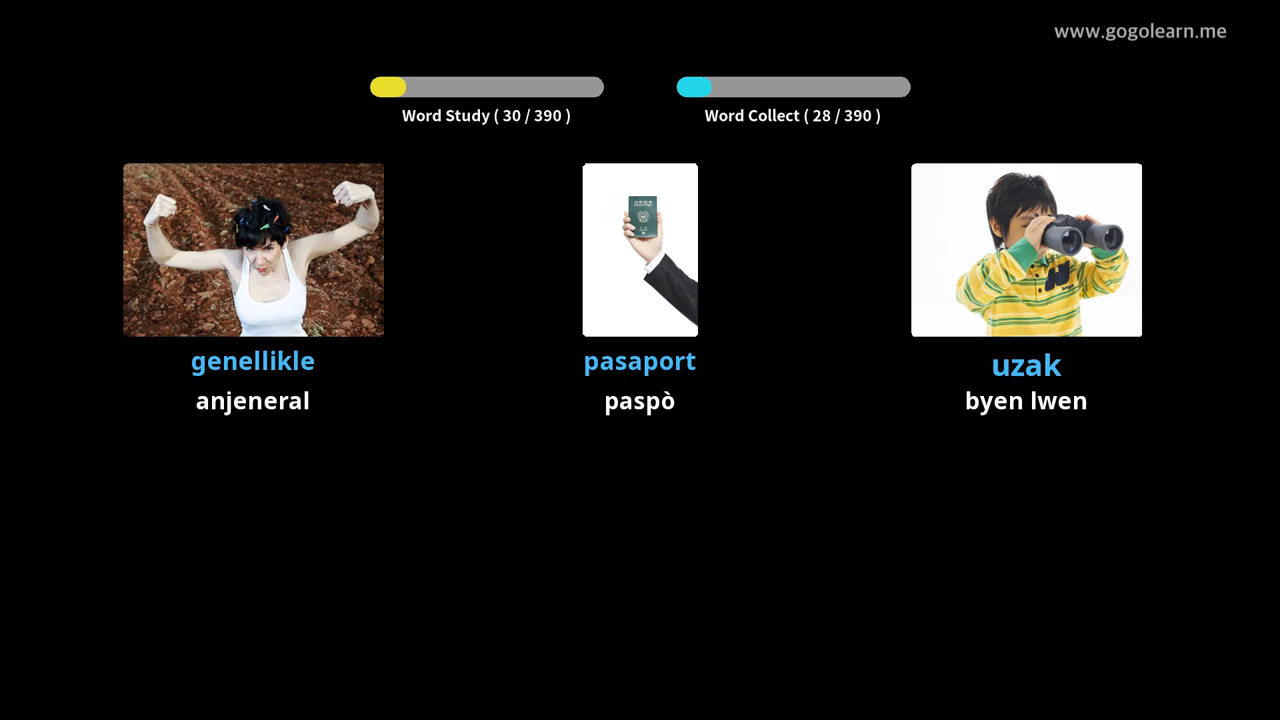 www.gogolearn.me
Word Study ( 30 / 390 )
Word Collect ( 28 / 390 )
genellikle
pasaport
uzak
anjeneral
paspò
byen lwen